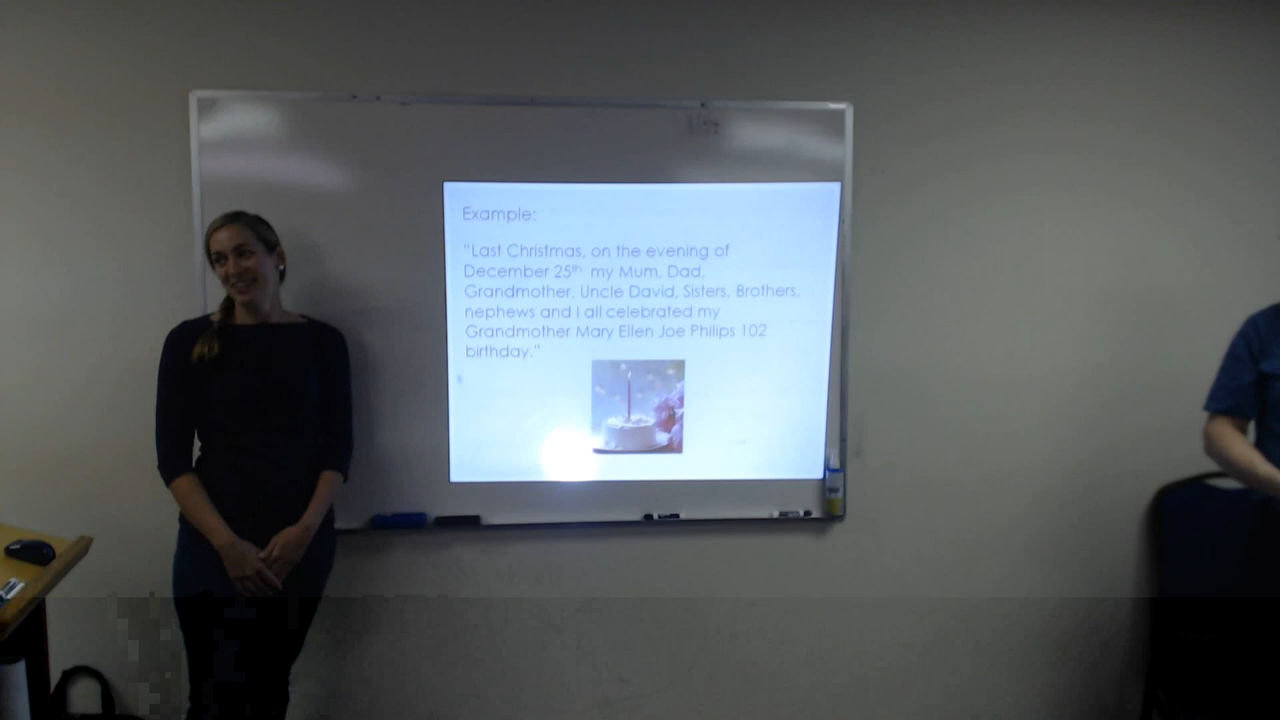 Example:
"Last Christmas, on the evening of
December 25th my Mum, Dad,
Grandmother, Uncle David, Sisters, Brothers,
nephews and I all celebrated my
Grandmother Mary Ellen Joe Philips 102
birthday."